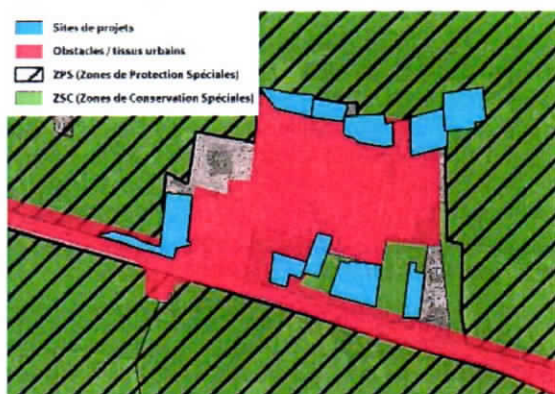 Sites de projets
Obstacles / tissus urbains
ZPS (Zones de Protection Spéciales)
ZSC (Zones de Conservation Spéciales)